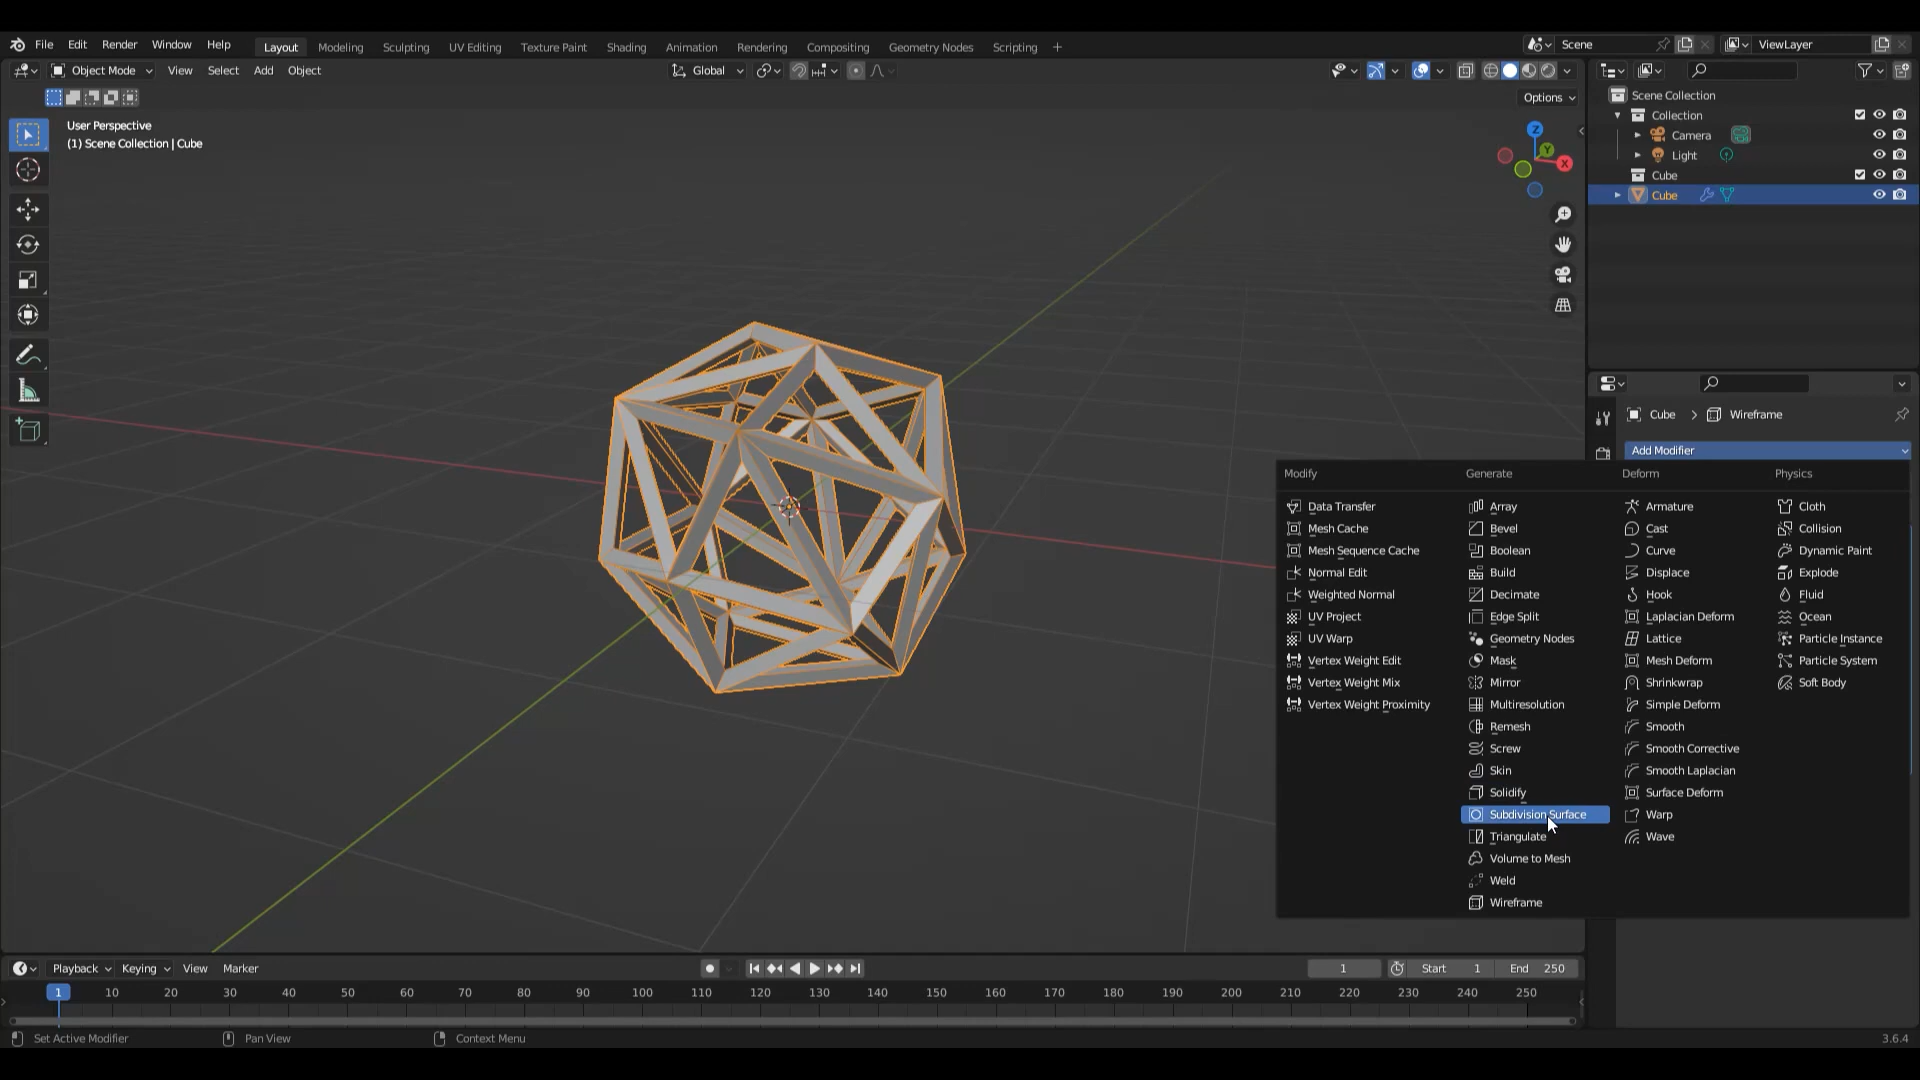 File Edit Render Window Help Layout Modeling Sculpting UV Editing Texture Paint Shading Animation Rendering Compositing Geometry Nodes Scripting + Scene ViewLayer
Object Mode View Select Add Object Global
Options
User Perspective
(1) Scene Collection | Cube
Z
Y
X
Scene Collection
Collection
Camera
Light
Cube
Cube
Cube > Wireframe
Add Modifier
Modify Generate Deform Physics
Data Transfer Array Armature Cloth
Mesh Cache Bevel Cast Collision
Mesh Sequence Cache Boolean Curve Dynamic Paint
Normal Edit Build Displace Explode
Weighted Normal Decimate Hook Fluid
UV Project Edge Split Laplacian Deform Ocean
UV Warp Geometry Nodes Lattice Particle Instance
Vertex Weight Edit Mask Mesh Deform Particle System
Vertex Weight Mix Mirror Shrinkwrap Soft Body
Vertex Weight Proximity Multiresolution Simple Deform
Remesh Smooth
Screw Smooth Corrective
Skin Smooth Laplacian
Solidify Surface Deform
Subdivision Surface Warp
Triangulate Wave
Volume to Mesh
Weld
Wireframe
Playback Keying View Marker 1 Start 1 End 250
1 10 20 30 40 50 60 70 80 90 100 110 120 130 140 150 160 170 180 190 200 210 220 230 240 250
Set Active Modifier Pan View Context Menu 3.6.4